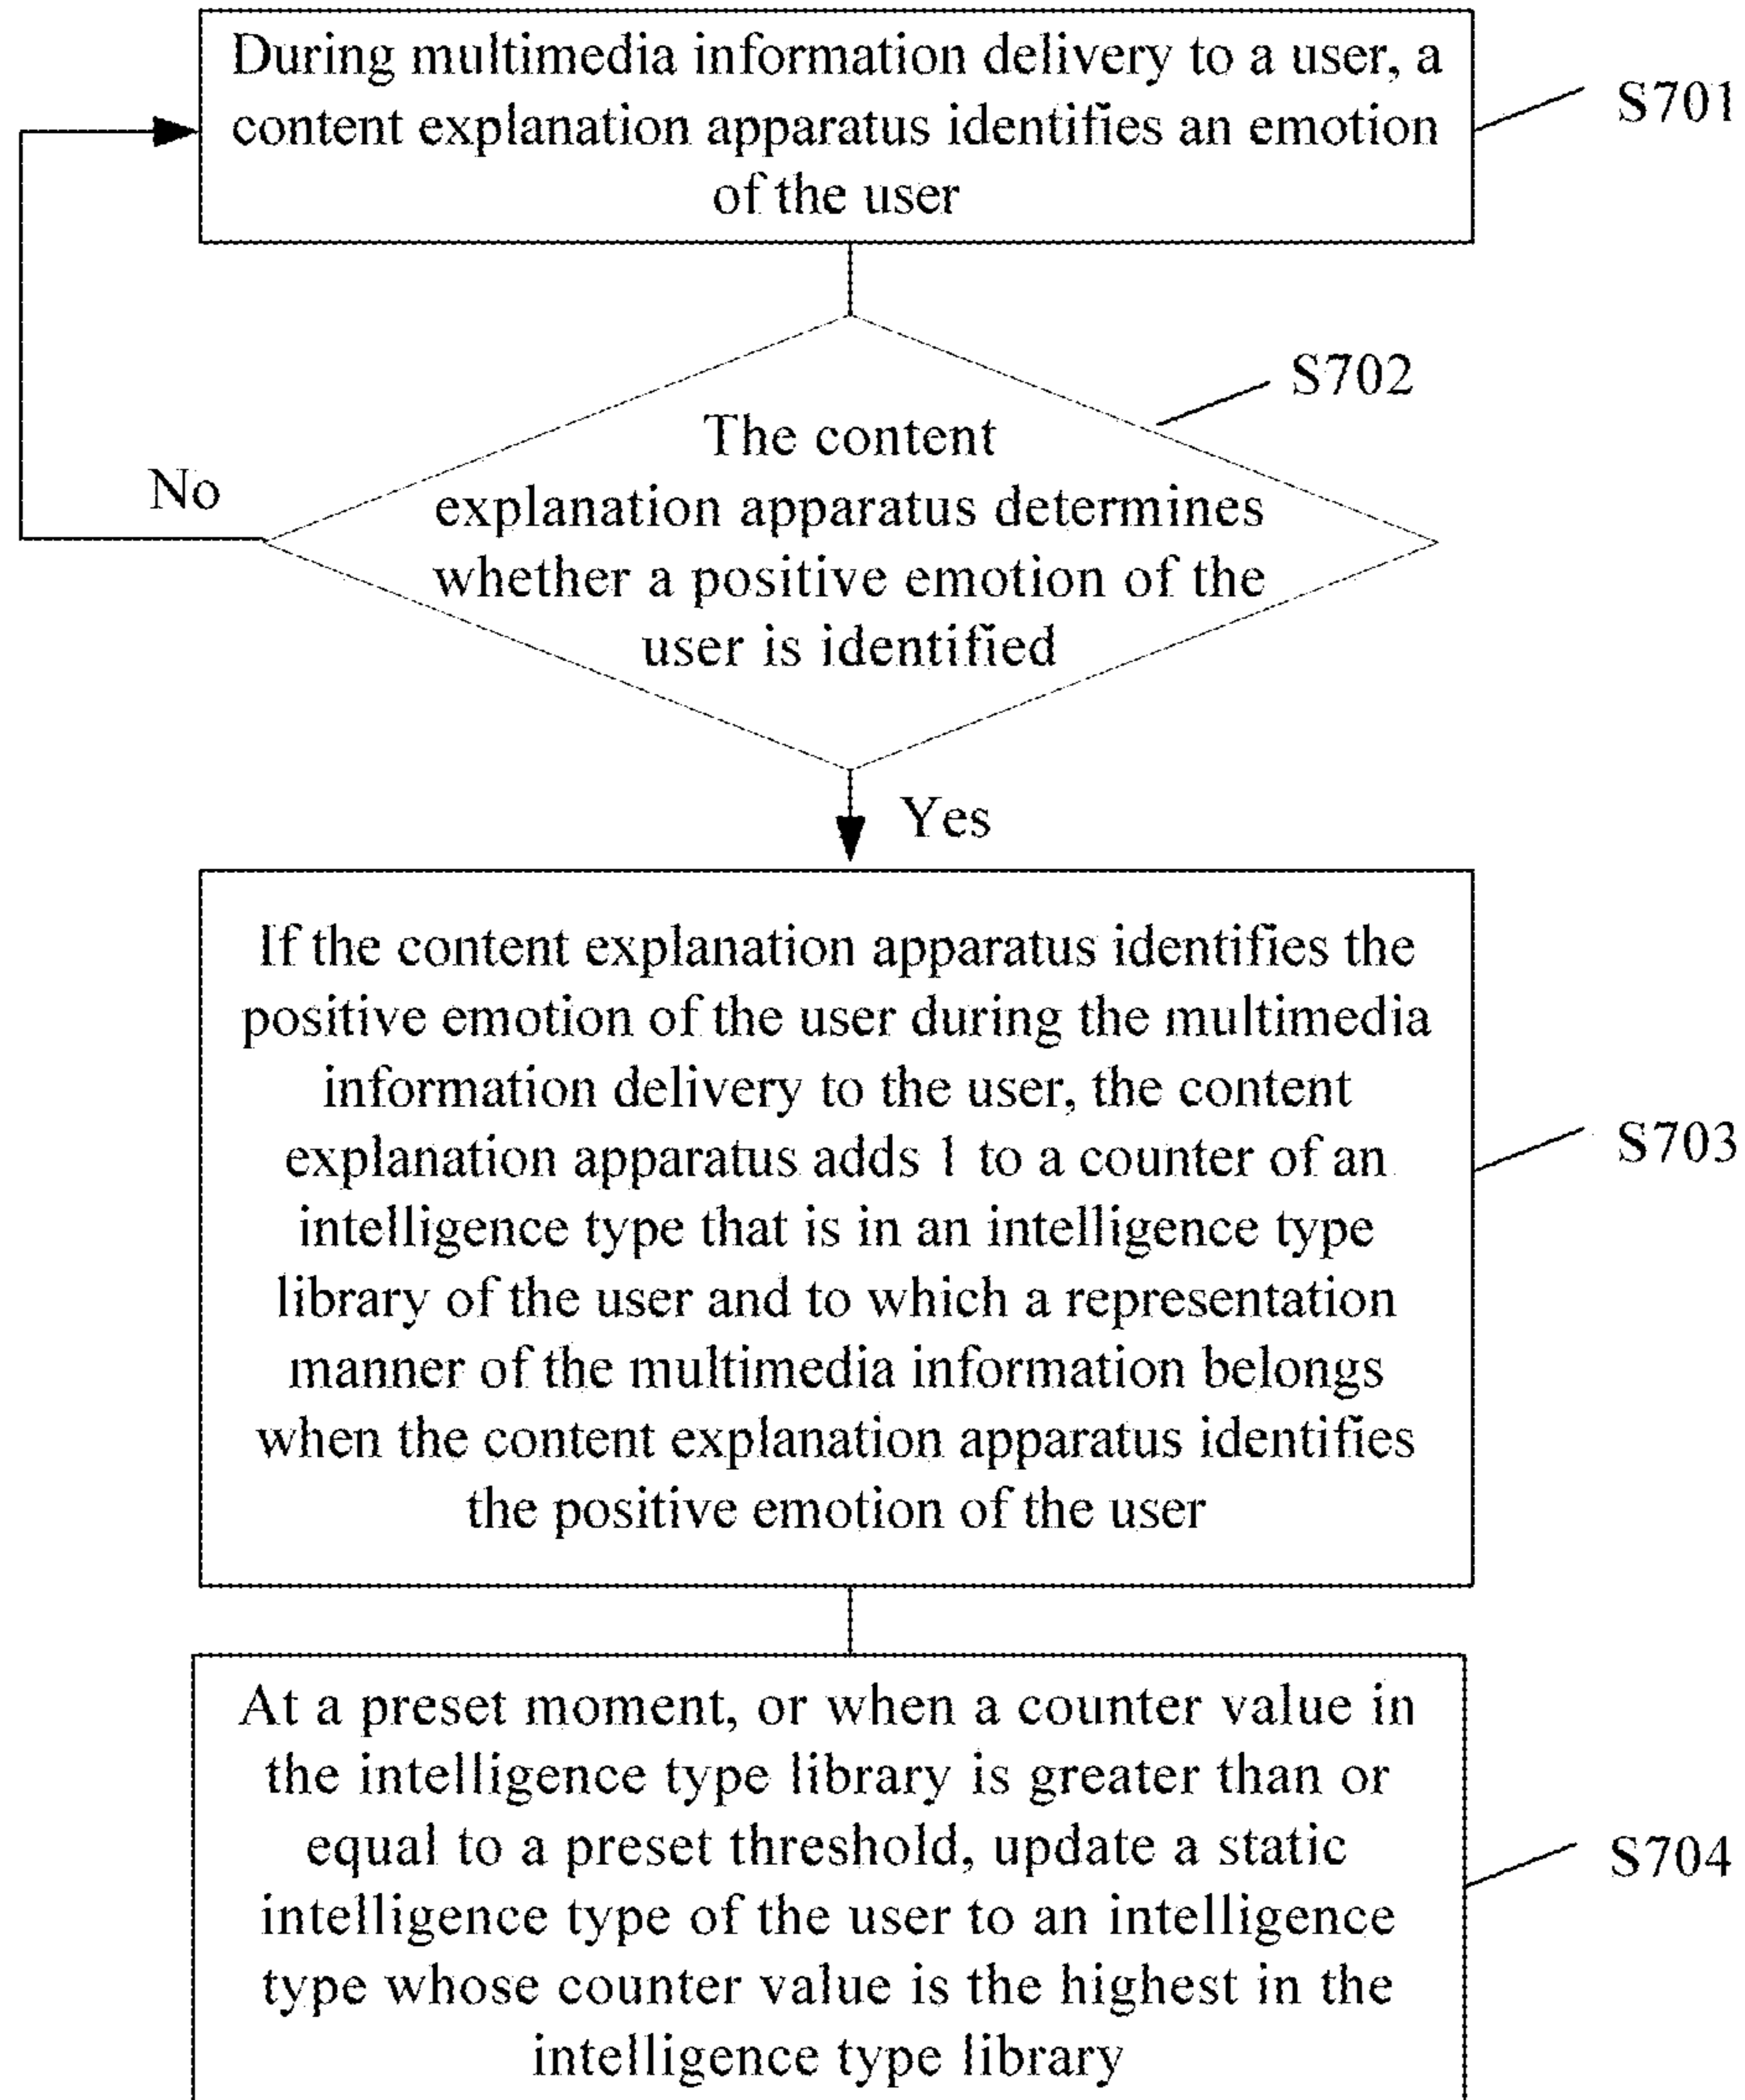 During multimedia information delivery to a user, a
content explanation apparatus identifies an emotion
of the user
S701
S702
The content
explanation apparatus determines
whether a positive emotion of the
user is identified
No
Yes
If the content explanation apparatus identifies the
positive emotion of the user during the multimedia
information delivery to the user, the content
explanation apparatus adds 1 to a counter of an
intelligence type that is in an intelligence type
library of the user and to which a representation
manner of the multimedia information belongs
when the content explanation apparatus identifies
the positive emotion of the user
S703
At a preset moment, or when a counter value in
the intelligence type library is greater than or
equal to a preset threshold, update a static
intelligence type of the user to an intelligence
type whose counter value is the highest in the
intelligence type library
S704